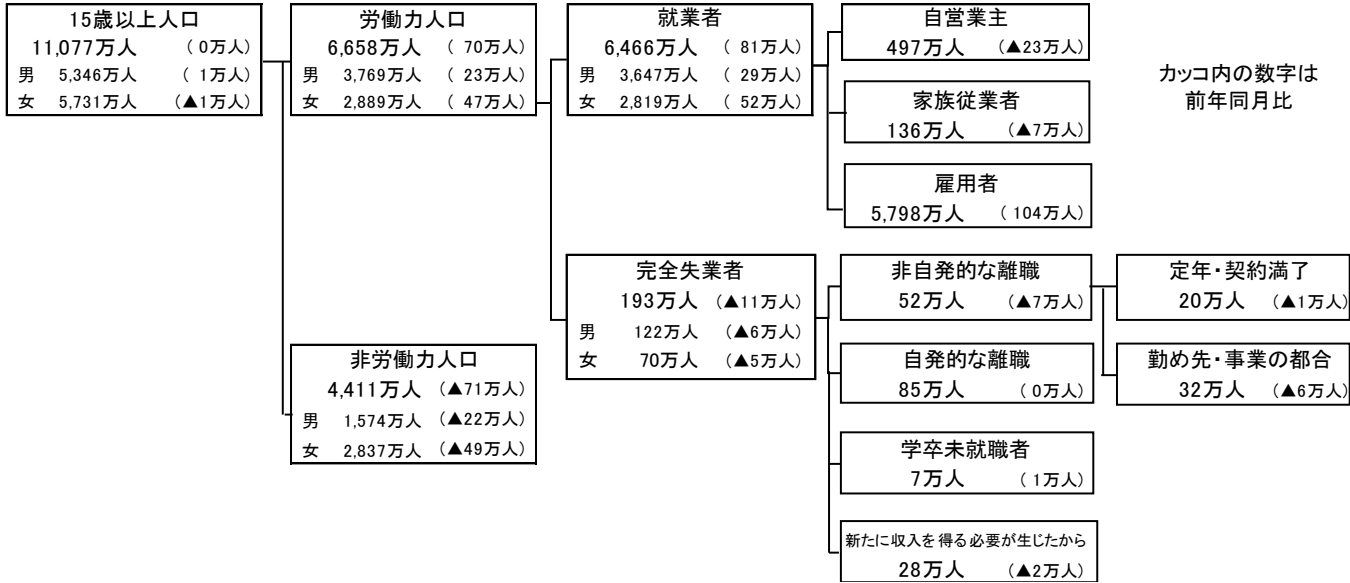 15歳以上人口
11,077万人 ( 0万人)
男 5,346万人 ( 1万人)
女 5,731万人 (▲1万人)
労働力人口
6,658万人 ( 70万人)
男 3,769万人 ( 23万人)
女 2,889万人 ( 47万人)
就業者
6,466万人 ( 81万人)
男 3,647万人 ( 29万人)
女 2,819万人 ( 52万人)
自営業主
497万人 (▲23万人)
カッコ内の数字は
前年同月比
家族従業者
136万人 (▲7万人)
雇用者
5,798万人 ( 104万人)
完全失業者
193万人 (▲11万人)
男 122万人 (▲6万人)
女 70万人 (▲5万人)
非自発的な離職
52万人 (▲7万人)
定年・契約満了
20万人 (▲1万人)
非労働力人口
4,411万人 (▲71万人)
男 1,574万人 (▲22万人)
女 2,837万人 (▲49万人)
自発的な離職
85万人 ( 0万人)
勤め先・事業の都合
32万人 (▲6万人)
学卒未就職者
7万人 ( 1万人)
新たに収入を得る必要が生じたから
28万人 (▲2万人)